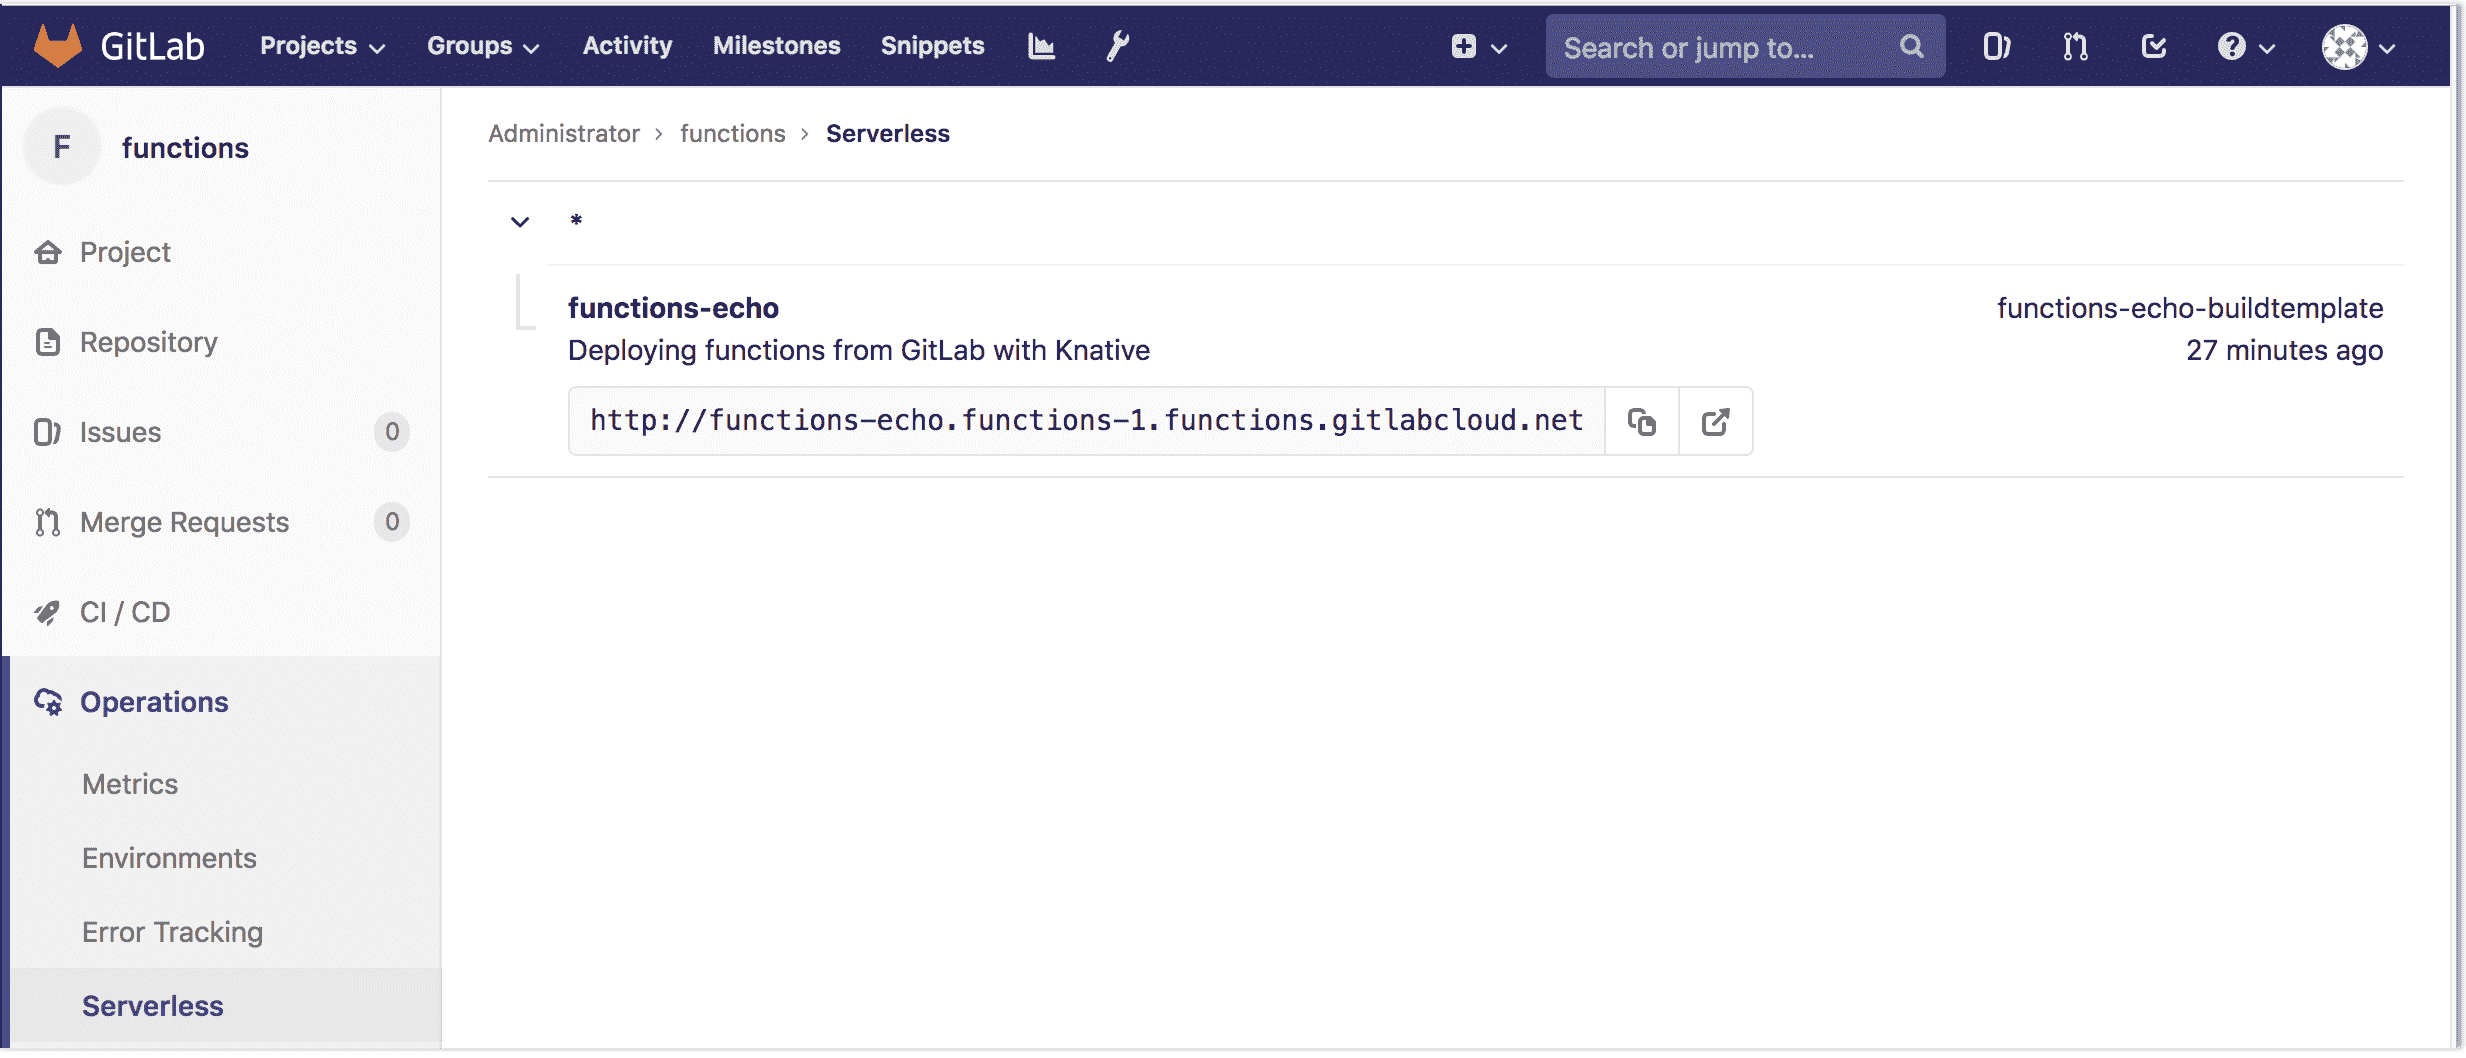 GitLab Projects Groups Activity Milestones Snippets Search or jump to...
F functions
Project
Repository
Issues 0
Merge Requests 0
CI / CD
Operations
Metrics
Environments
Error Tracking
Serverless
Administrator > functions > Serverless
*
functions-echo functions-echo-buildtemplate
Deploying functions from GitLab with Knative 27 minutes ago
http://functions-echo.functions-1.functions.gitlabcloud.net